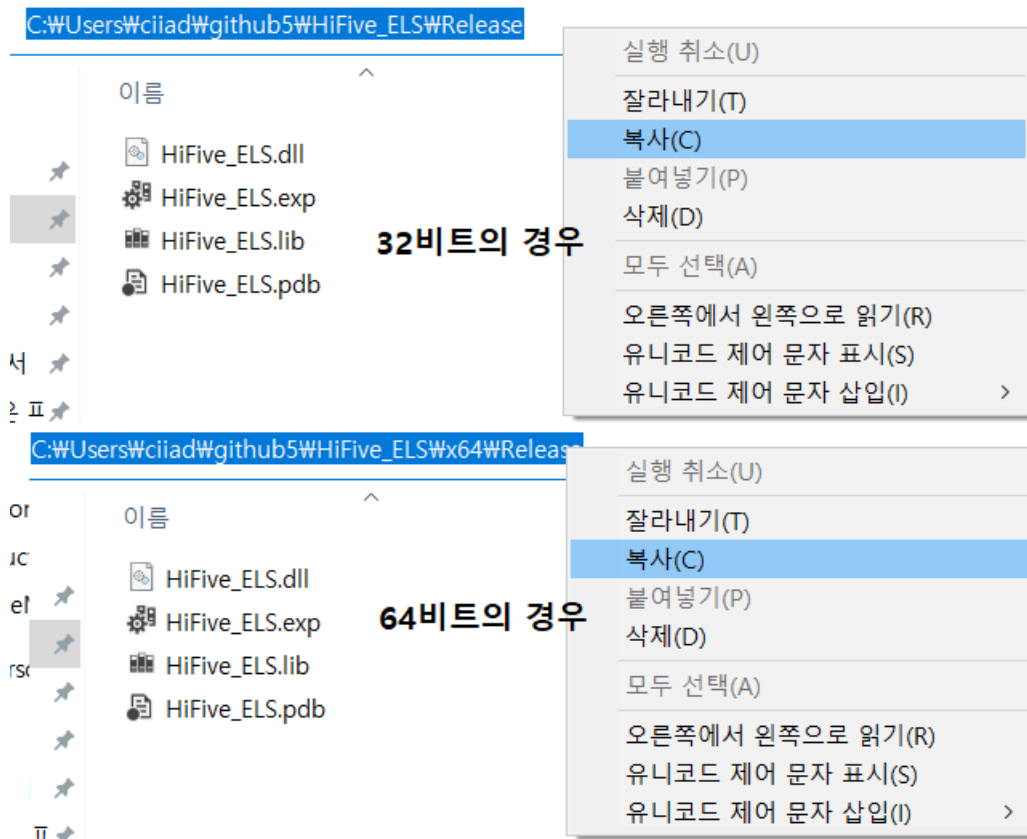 C:₩Users₩ciiad₩github5₩HiFive_ELS₩Release
이름
HiFive_ELS.dll
HiFive_ELS.exp
HiFive_ELS.lib
HiFive_ELS.pdb
32비트의 경우
서
표
실행 취소(U)
잘라내기(T)
복사(C)
붙여넣기(P)
삭제(D)
모두 선택(A)
오른쪽에서 왼쪽으로 읽기(R)
유니코드 제어 문자 표시(S)
유니코드 제어 문자 삽입(I)
C:₩Users₩ciiad₩github5₩HiFive_ELS₩x64₩Release
이름
HiFive_ELS.dll
HiFive_ELS.exp
HiFive_ELS.lib
HiFive_ELS.pdb
64비트의 경우
실행 취소(U)
잘라내기(T)
복사(C)
붙여넣기(P)
삭제(D)
모두 선택(A)
오른쪽에서 왼쪽으로 읽기(R)
유니코드 제어 문자 표시(S)
유니코드 제어 문자 삽입(I)